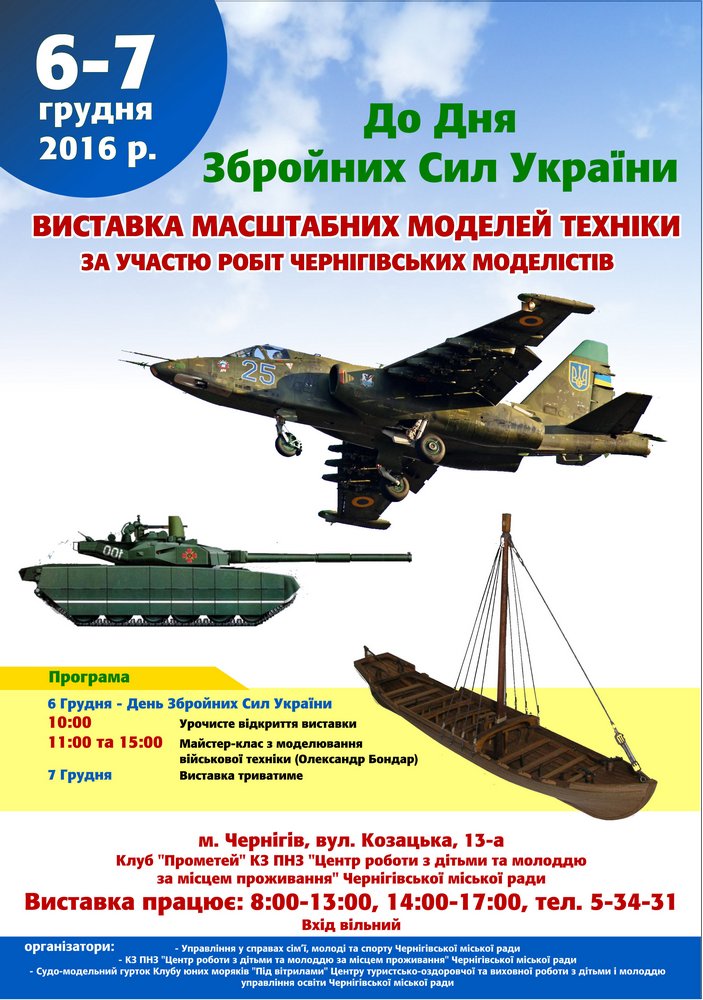 6-7
грудня
2016 р.
До Дня
Збройних Сил України
ВИСТАВКА МАСШТАБНИХ МОДЕЛЕЙ ТЕХНІКИ
ЗА УЧАСТЮ РОБІТ ЧЕРНІГІВСЬКИХ МОДЕЛІСТІВ
25
001
Програма
6 Грудня - День Збройних Сил України
10:00 Урочисте відкриття виставки
11:00 та 15:00 Майстер-клас з моделювання
військової техніки (Олександр Бондар)
7 Грудня Виставка триватиме
м. Чернігів, вул. Козацька, 13-а
Клуб "Прометей" КЗ ПНЗ "Центр роботи з дітьми та молоддю
за місцем проживання" Чернігівської міської ради
Виставка працює: 8:00-13:00, 14:00-17:00, тел. 5-34-31
Вхід вільний
організатори: - Управління у справах сім'ї, молоді та спорту Чернігівської міської ради
- КЗ ПНЗ "Центр роботи з дітьми та молоддю за місцем проживання" Чернігівської міської ради
- Судо-модельний гурток Клубу юних моряків "Під вітрилами" Центру туристсько-оздоровчої та виховної роботи з дітьми і молоддю
управління освіти Чернігівської міської ради